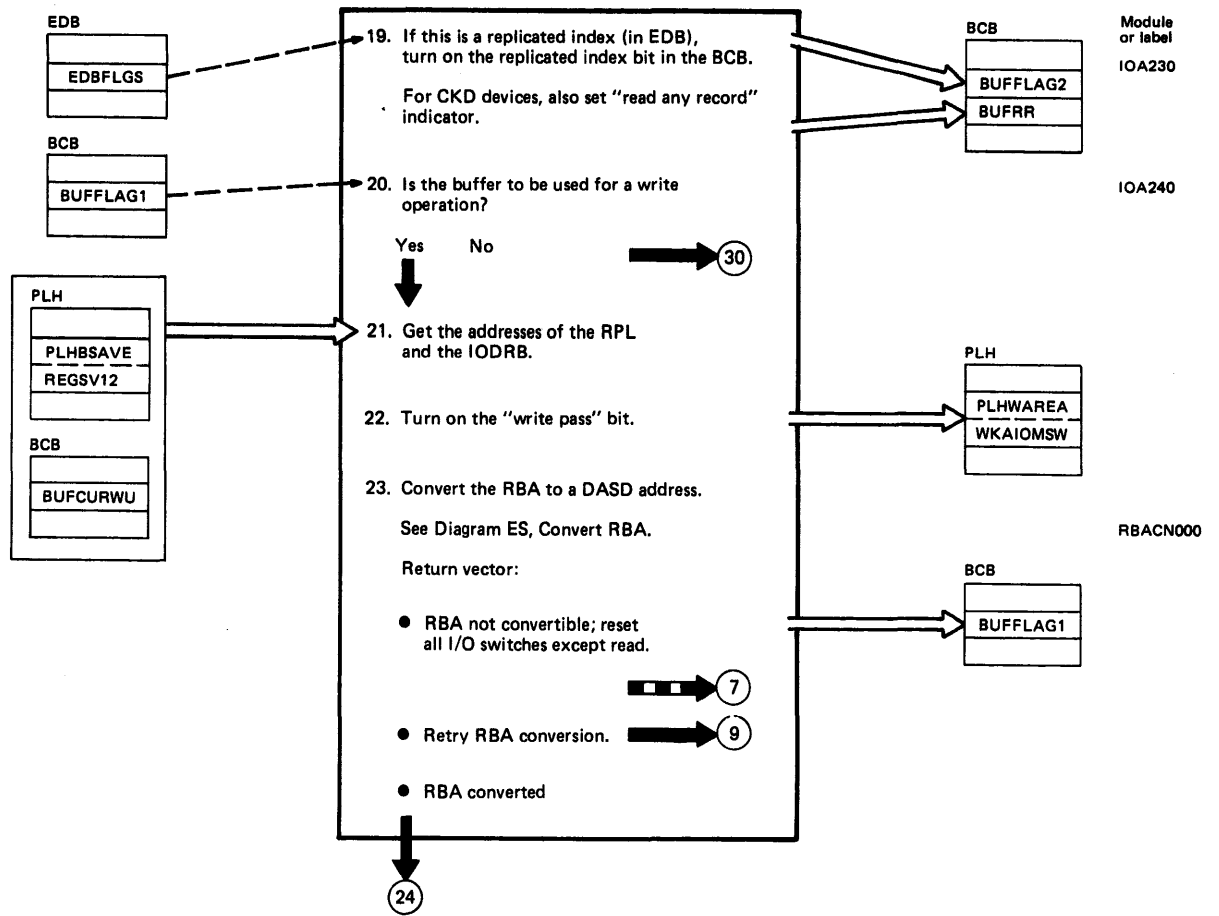 EDB
EDBFLGS
BCB
BUFFLAG1
PLH
PLHBSAVE
REGSV12
BCB
BUFCURWU
19. If this is a replicated index (in EDB),
turn on the replicated index bit in the BCB.
For CKD devices, also set "read any record"
indicator.
20. Is the buffer to be used for a write
operation?
Yes No
30
21. Get the addresses of the RPL
and the IODRB.
22. Turn on the "write pass" bit.
23. Convert the RBA to a DASD address.
See Diagram ES, Convert RBA.
Return vector:
● RBA not convertible; reset
all I/O switches except read.
7
● Retry RBA conversion.
9
● RBA converted
24
BCB
BUFFLAG2
BUFRR
PLH
PLHWAREA
WKAIOMSW
BCB
BUFFLAG1
Module
or label
IOA230
IOA240
RBACN000